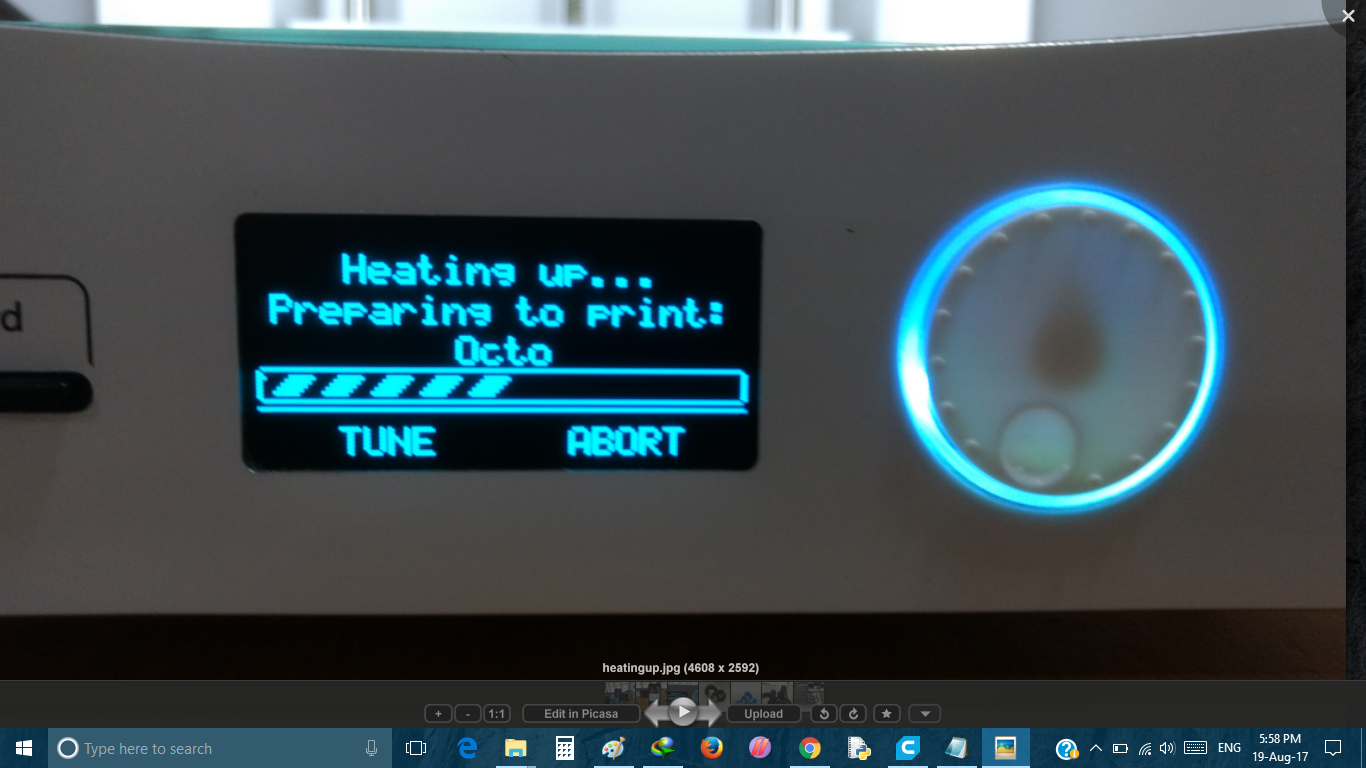 d
Heating up...
Preparing to print:
Octo
TUNE
ABORT
heatingup.jpg (4608 x 2592)
+
-
1:1
Edit in Picasa
Upload
Type here to search
ENG
5:58 PM
19-Aug-17